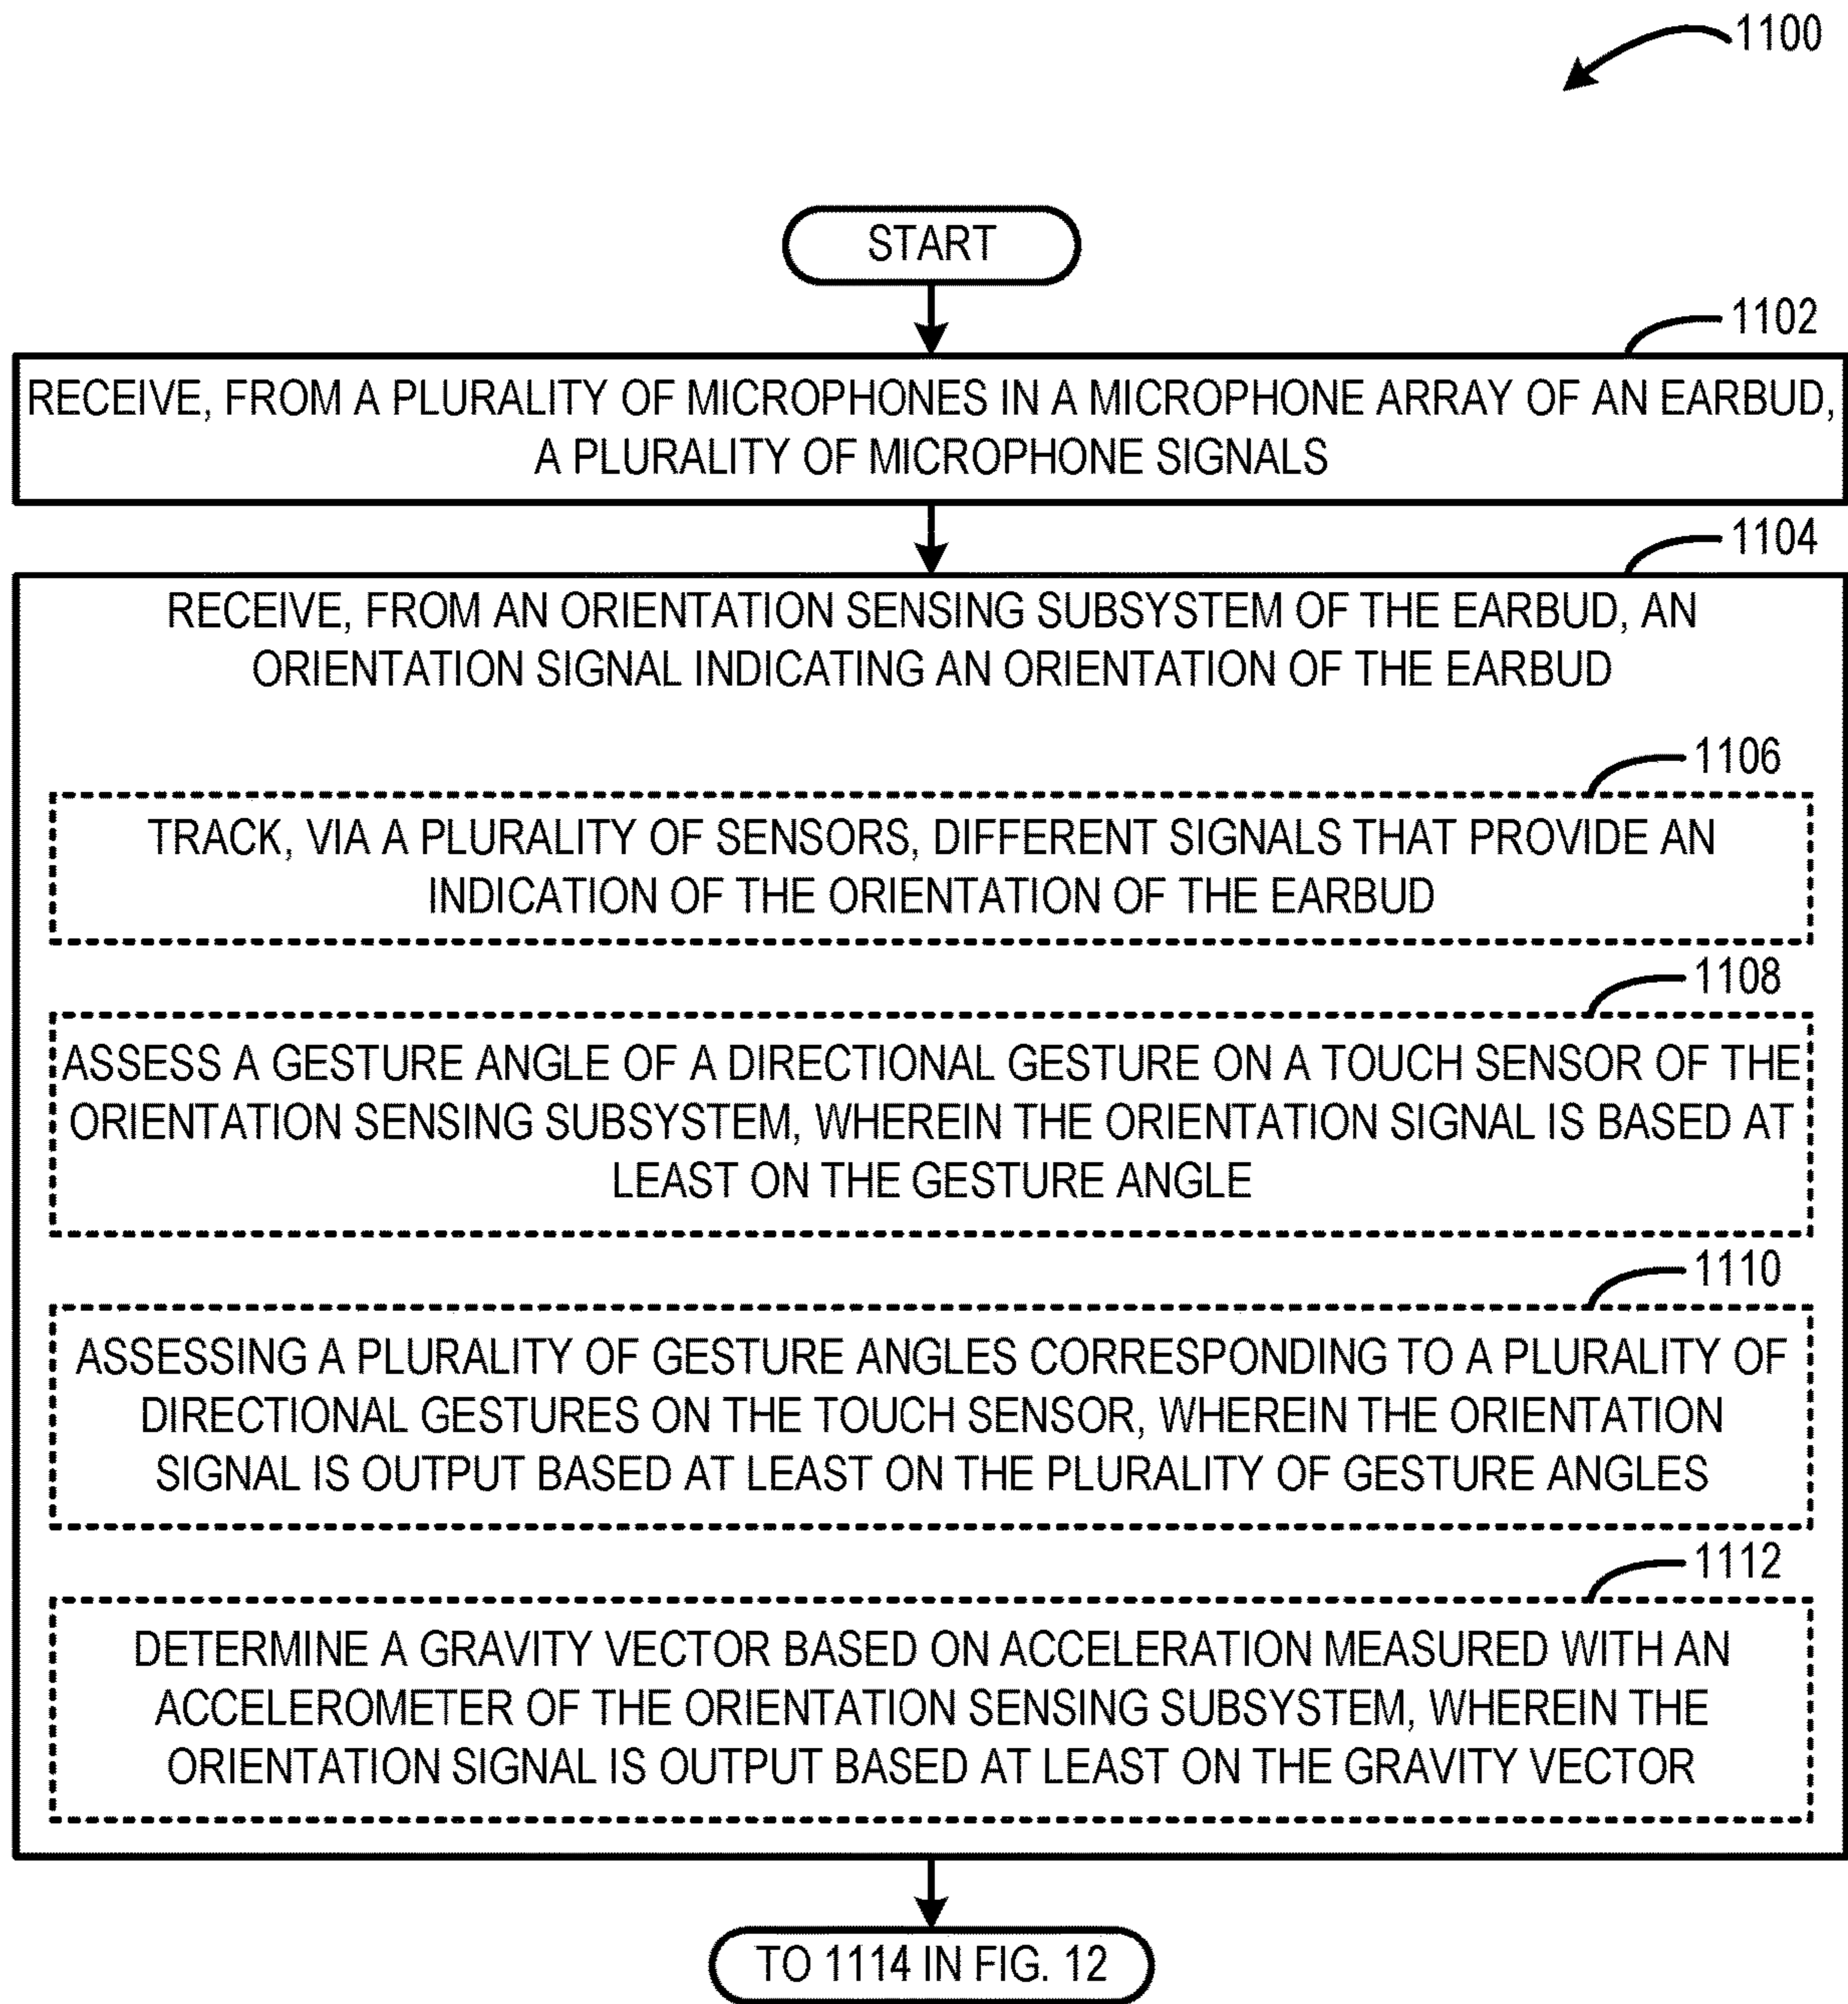 1100
START
1102
RECEIVE, FROM A PLURALITY OF MICROPHONES IN A MICROPHONE ARRAY OF AN EARBUD,
A PLURALITY OF MICROPHONE SIGNALS
1104
RECEIVE, FROM AN ORIENTATION SENSING SUBSYSTEM OF THE EARBUD, AN
ORIENTATION SIGNAL INDICATING AN ORIENTATION OF THE EARBUD
1106
TRACK, VIA A PLURALITY OF SENSORS, DIFFERENT SIGNALS THAT PROVIDE AN
INDICATION OF THE ORIENTATION OF THE EARBUD
1108
ASSESS A GESTURE ANGLE OF A DIRECTIONAL GESTURE ON A TOUCH SENSOR OF THE
ORIENTATION SENSING SUBSYSTEM, WHEREIN THE ORIENTATION SIGNAL IS BASED AT
LEAST ON THE GESTURE ANGLE
1110
ASSESSING A PLURALITY OF GESTURE ANGLES CORRESPONDING TO A PLURALITY OF
DIRECTIONAL GESTURES ON THE TOUCH SENSOR, WHEREIN THE ORIENTATION
SIGNAL IS OUTPUT BASED AT LEAST ON THE PLURALITY OF GESTURE ANGLES
1112
DETERMINE A GRAVITY VECTOR BASED ON ACCELERATION MEASURED WITH AN
ACCELEROMETER OF THE ORIENTATION SENSING SUBSYSTEM, WHEREIN THE
ORIENTATION SIGNAL IS OUTPUT BASED AT LEAST ON THE GRAVITY VECTOR
TO 1114 IN FIG. 12